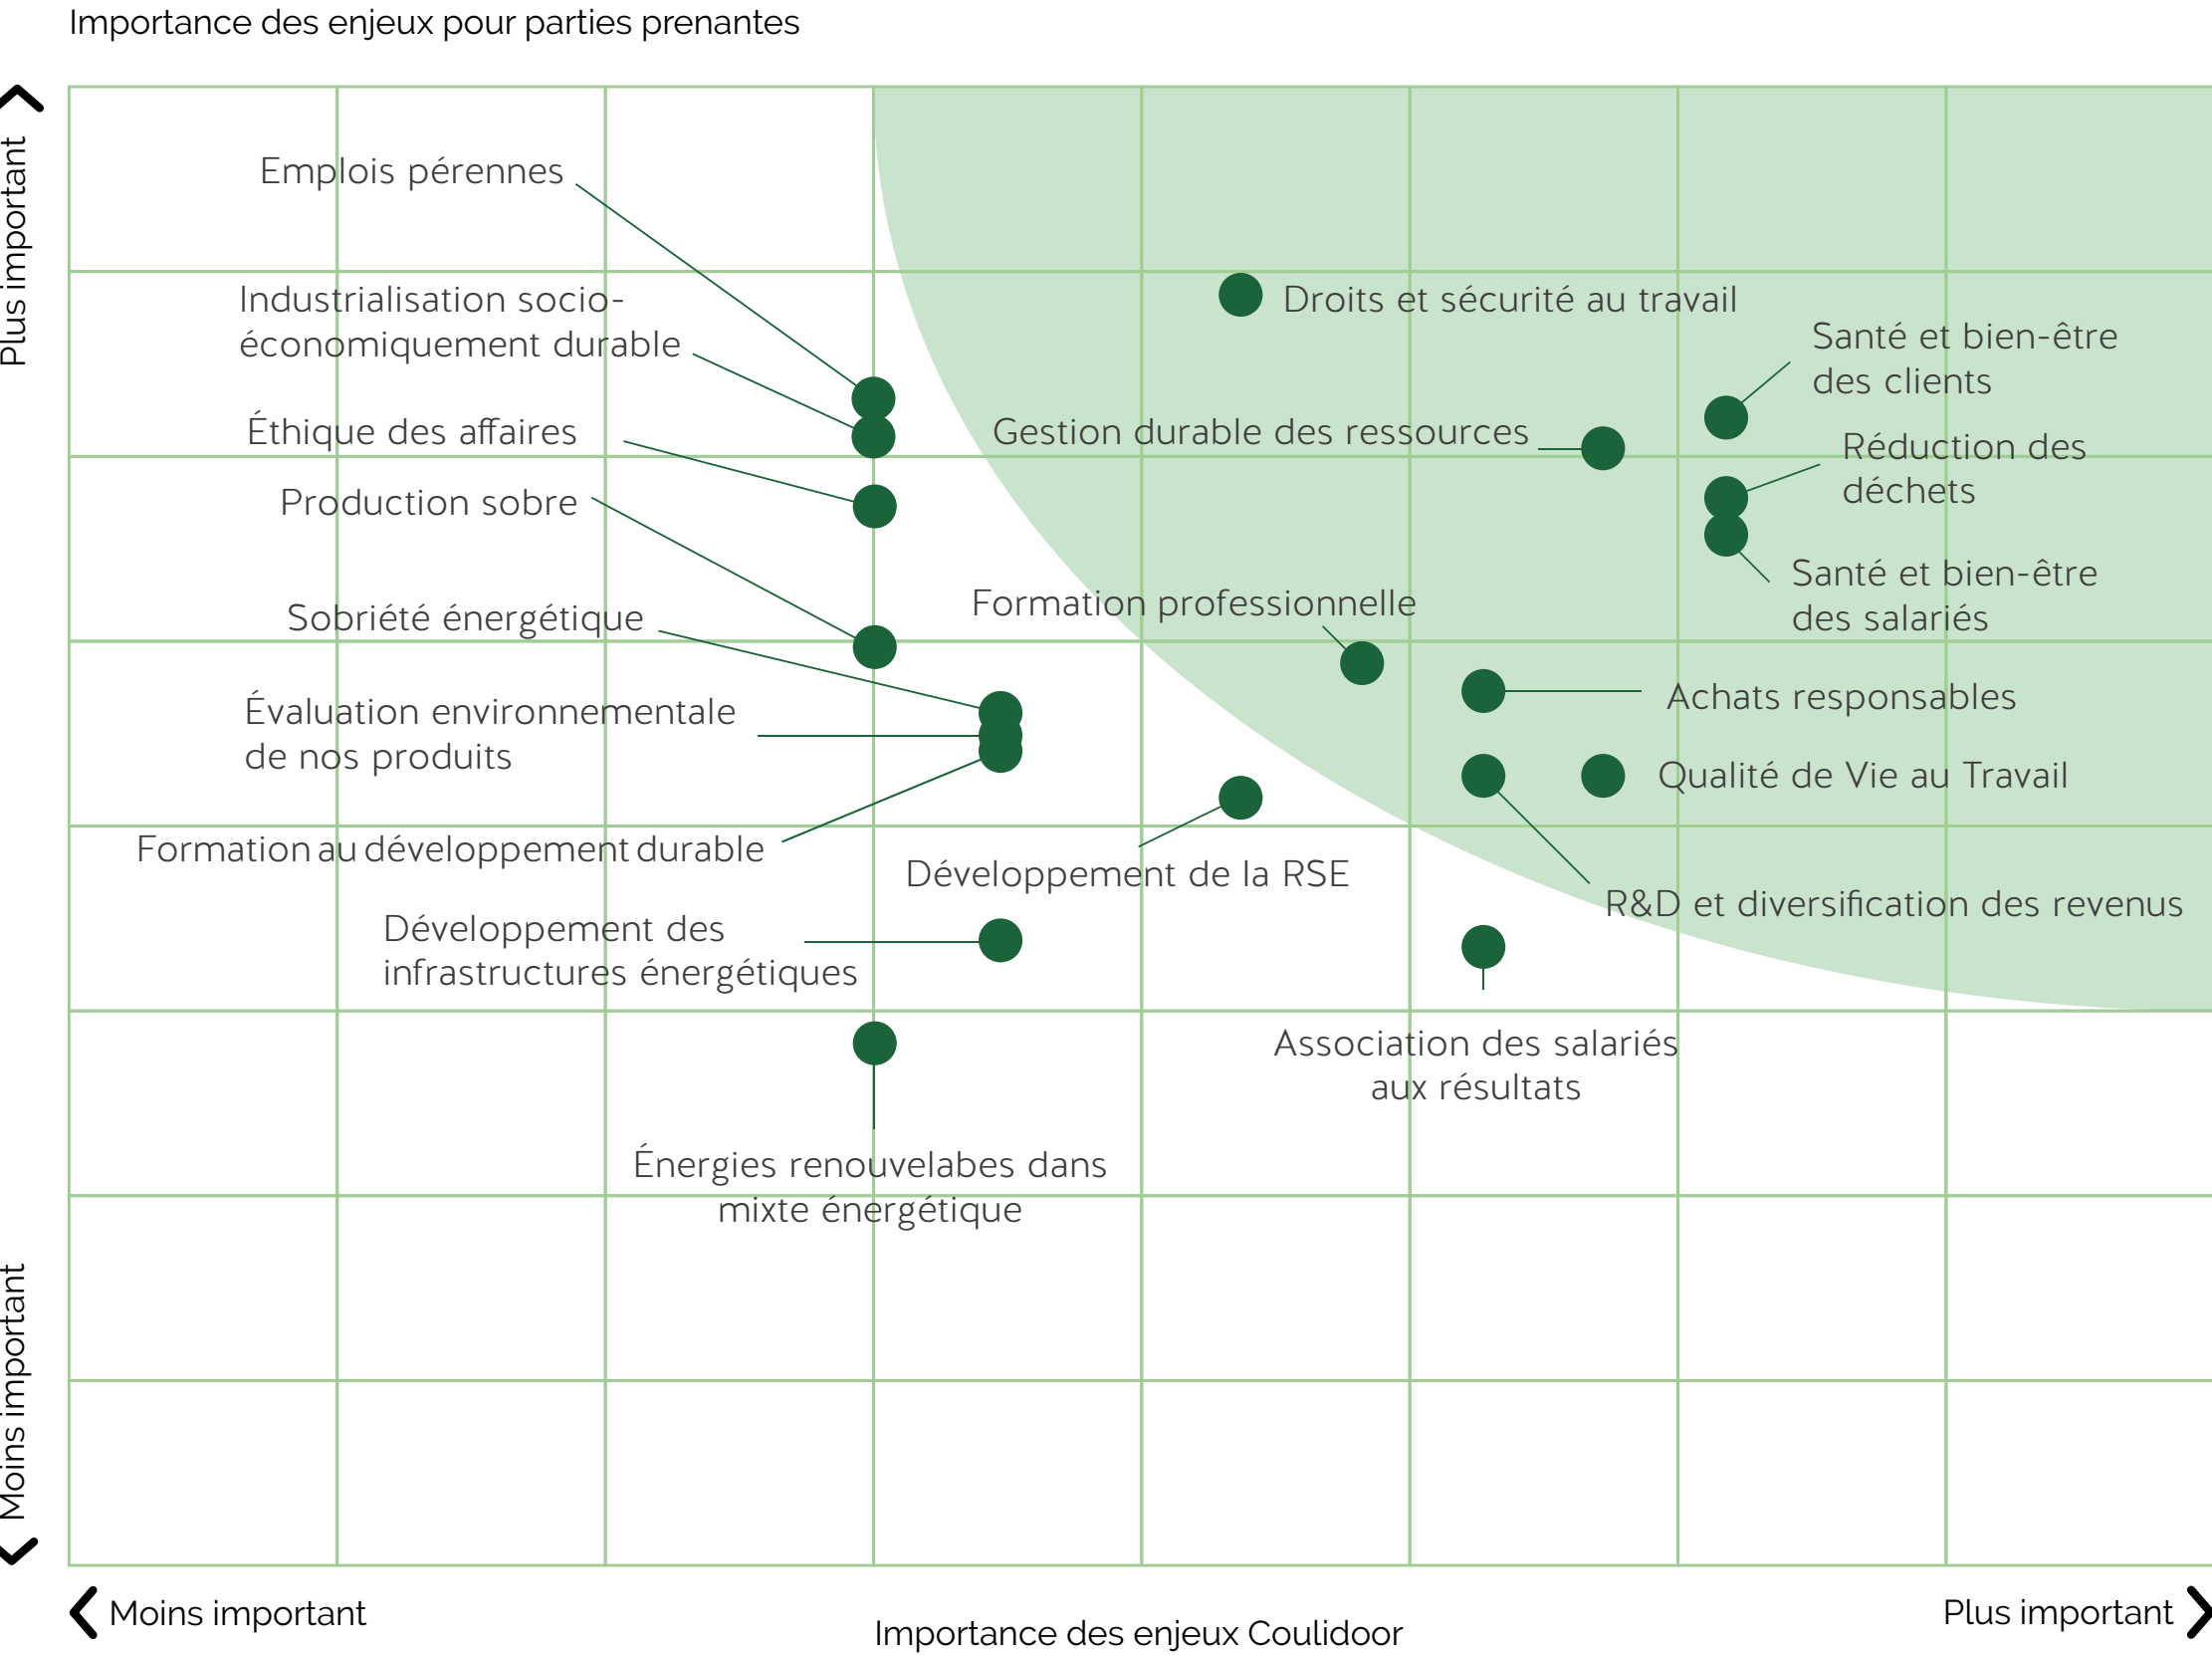 Importance des enjeux pour parties prenantes
Plus important
Emplois pérennes
Industrialisation socio-
économiquement durable
Droits et sécurité au travail
Santé et bien-être
des clients
Éthique des affaires
Gestion durable des ressources
Réduction des
déchets
Production sobre
Santé et bien-être
des salariés
Formation professionnelle
Sobriété énergétique
Achats responsables
Évaluation environnementale
de nos produits
Qualité de Vie au Travail
Formation au développement durable
Développement de la RSE
R&D et diversification des revenus
Développement des
infrastructures énergétiques
Association des salariés
aux résultats
Énergies renouvelabes dans
mixte énergétique
Moins important
Moins important
Importance des enjeux Coulidoor
Plus important